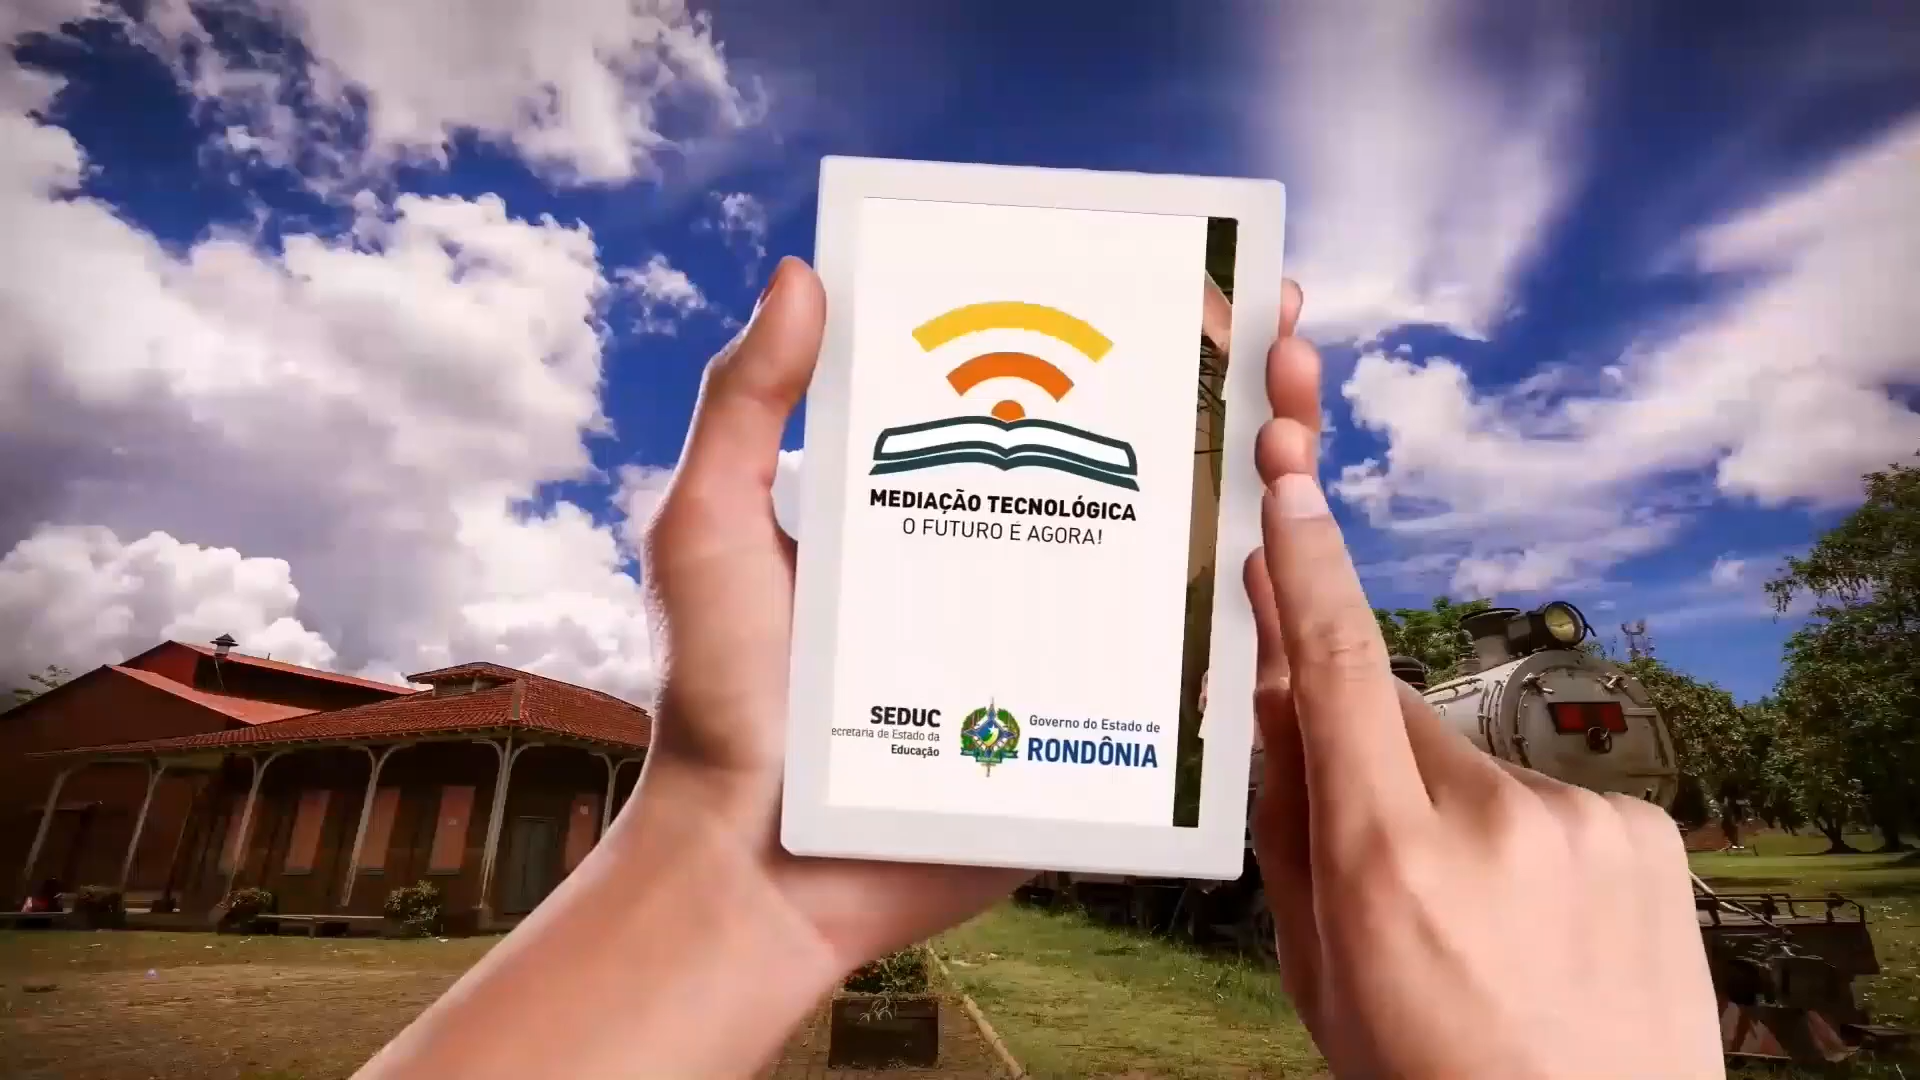 MEDIAÇÃO TECNOLÓGICA
O FUTURO É AGORA!
SEDUC
ecretaria de Estado da
Educação
Governo do Estado de
RONDÔNIA